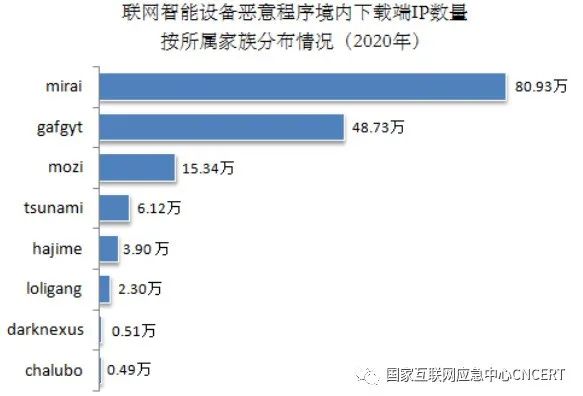 联网智能设备恶意程序境内下载端IP数量
按所属家族分布情况（2020年）
mirai 80.93万
gafgyt 48.73万
mozi 15.34万
tsunami 6.12万
hajime 3.90 万
loligang 2.30万
darknexus 0.51万
chalubo 0.49万
国家互联网应急中心CNCERT